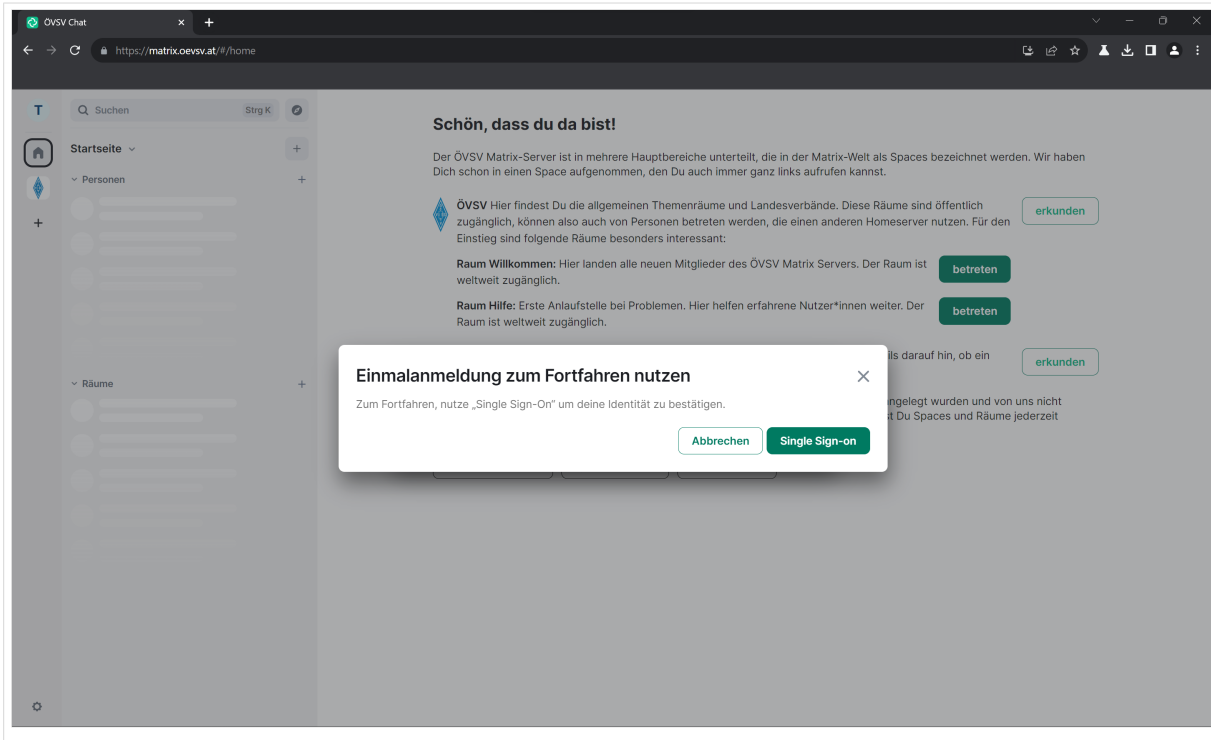 ÖVSV Chat
https://matrix.oevsv.at/#/home
T
Suchen
Strg K
Startseite
Personen
Räume
Schön, dass du da bist!
Der ÖVSV Matrix-Server ist in mehrere Hauptbereiche unterteilt, die in der Matrix-Welt als Spaces bezeichnet werden. Wir haben
Dich schon in einen Space aufgenommen, den Du auch immer ganz links aufrufen kannst.
ÖVSV Hier findest Du die allgemeinen Themenräume und Landesverbände. Diese Räume sind öffentlich
zugänglich, können also auch von Personen betreten werden, die einen anderen Homeserver nutzen. Für den
Einstieg sind folgende Räume besonders interessant:
erkunden
Raum Willkommen: Hier landen alle neuen Mitglieder des ÖVSV Matrix Servers. Der Raum ist
weltweit zugänglich.
betreten
Raum Hilfe: Erste Anlaufstelle bei Problemen. Hier helfen erfahrene Nutzer*innen weiter. Der
Raum ist weltweit zugänglich.
betreten
darauf hin, ob ein
erkunden
wurden und von uns nicht
Du Spaces und Räume jederzeit
Einmalanmeldung zum Fortfahren nutzen
Zum Fortfahren, nutze „Single Sign-On“ um deine Identität zu bestätigen.
Abbrechen
Single Sign-on